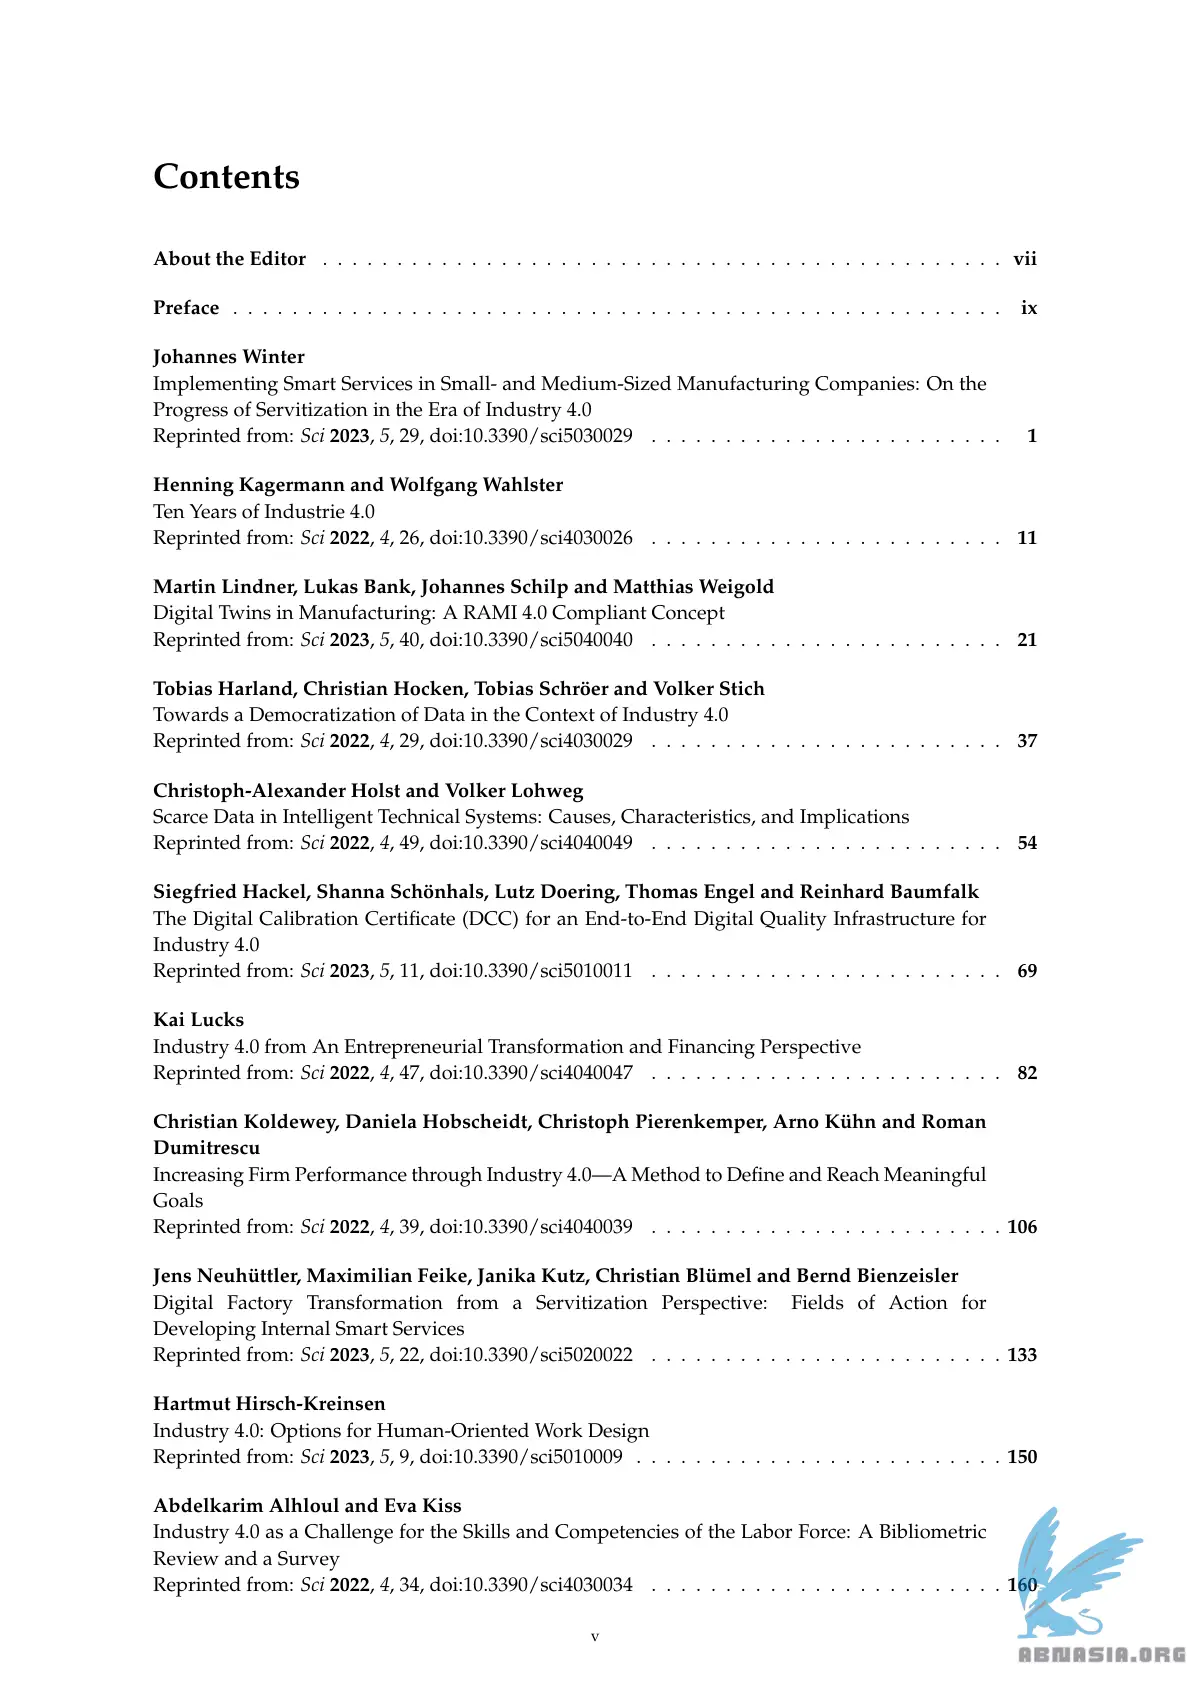 Contents
About the Editor . . . . . . . . . . . . . . . . . . . . . . . . . . . . . . . . . . . . . . . . . . . . . . vii
Preface . . . . . . . . . . . . . . . . . . . . . . . . . . . . . . . . . . . . . . . . . . . . . . . . . . . . ix
Johannes Winter
Implementing Smart Services in Small- and Medium-Sized Manufacturing Companies: On the
Progress of Servitization in the Era of Industry 4.0
Reprinted from: Sci 2023, 5, 29, doi:10.3390/sci5030029 . . . . . . . . . . . . . . . . . . . . . . . . 1
Henning Kagermann and Wolfgang Wahlster
Ten Years of Industrie 4.0
Reprinted from: Sci 2022, 4, 26, doi:10.3390/sci4030026 . . . . . . . . . . . . . . . . . . . . . . . . 11
Martin Lindner, Lukas Bank, Johannes Schilp and Matthias Weigold
Digital Twins in Manufacturing: A RAMI 4.0 Compliant Concept
Reprinted from: Sci 2023, 5, 40, doi:10.3390/sci5040040 . . . . . . . . . . . . . . . . . . . . . . . . 21
Tobias Harland, Christian Hocken, Tobias Schröer and Volker Stich
Towards a Democratization of Data in the Context of Industry 4.0
Reprinted from: Sci 2022, 4, 29, doi:10.3390/sci4030029 . . . . . . . . . . . . . . . . . . . . . . . . 37
Christoph-Alexander Holst and Volker Lohweg
Scarce Data in Intelligent Technical Systems: Causes, Characteristics, and Implications
Reprinted from: Sci 2022, 4, 49, doi:10.3390/sci4040049 . . . . . . . . . . . . . . . . . . . . . . . . 54
Siegfried Hackel, Shanna Schönhals, Lutz Doering, Thomas Engel and Reinhard Baumfalk
The Digital Calibration Certificate (DCC) for an End-to-End Digital Quality Infrastructure for
Industry 4.0
Reprinted from: Sci 2023, 5, 11, doi:10.3390/sci5010011 . . . . . . . . . . . . . . . . . . . . . . . . 69
Kai Lucks
Industry 4.0 from An Entrepreneurial Transformation and Financing Perspective
Reprinted from: Sci 2022, 4, 47, doi:10.3390/sci4040047 . . . . . . . . . . . . . . . . . . . . . . . . 82
Christian Koldewey, Daniela Hobscheidt, Christoph Pierenkemper, Arno Kühn and Roman
Dumitrescu
Increasing Firm Performance through Industry 4.0—A Method to Define and Reach Meaningful
Goals
Reprinted from: Sci 2022, 4, 39, doi:10.3390/sci4040039 . . . . . . . . . . . . . . . . . . . . . . . . 106
Jens Neuhüttler, Maximilian Feike, Janika Kutz, Christian Blümel and Bernd Bienzeisler
Digital Factory Transformation from a Servitization Perspective: Fields of Action for
Developing Internal Smart Services
Reprinted from: Sci 2023, 5, 22, doi:10.3390/sci5020022 . . . . . . . . . . . . . . . . . . . . . . . . 133
Hartmut Hirsch-Kreinsen
Industry 4.0: Options for Human-Oriented Work Design
Reprinted from: Sci 2023, 5, 9, doi:10.3390/sci5010009 . . . . . . . . . . . . . . . . . . . . . . . . . 150
Abdelkarim Alhloul and Eva Kiss
Industry 4.0 as a Challenge for the Skills and Competencies of the Labor Force: A Bibliometric
Review and a Survey
Reprinted from: Sci 2022, 4, 34, doi:10.3390/sci4030034 . . . . . . . . . . . . . . . . . . . . . . . . 160
v
ABNASIA.ORG